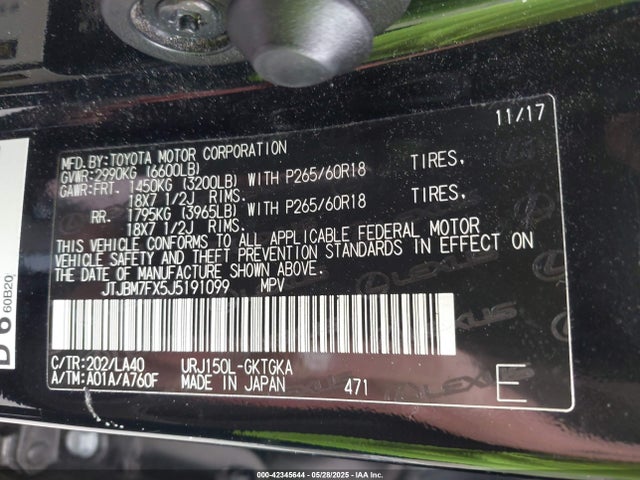 11/17
MFD.BY:TOYOTA MOTOR CORPORATION
GVWR:2990KG (6600LB)
GAWR:FRT. 1450KG (3200LB) WITH P265/60R18 TIRES,
18X7 1/2J RIMS.
RR. 1795KG (3965LB) WITH P265/60R18 TIRES,
18X7 1/2J RIMS.
THIS VEHICLE CONFORMS TO ALL APPLICABLE FEDERAL MOTOR
VEHICLE SAFETY AND THEFT PREVENTION STANDARDS IN EFFECT ON
THE DATE OF MANUFACTURE SHOWN ABOVE.
JTJBM7FX5J5191099 MPV
C/TR:202/LA40 URJ150L-GKTGKA
A/TM:A01A/A760F MADE IN JAPAN 471 E
LEXUS
D 6 60B20
000-42345644 — 05/28/2025 — IAA Inc.